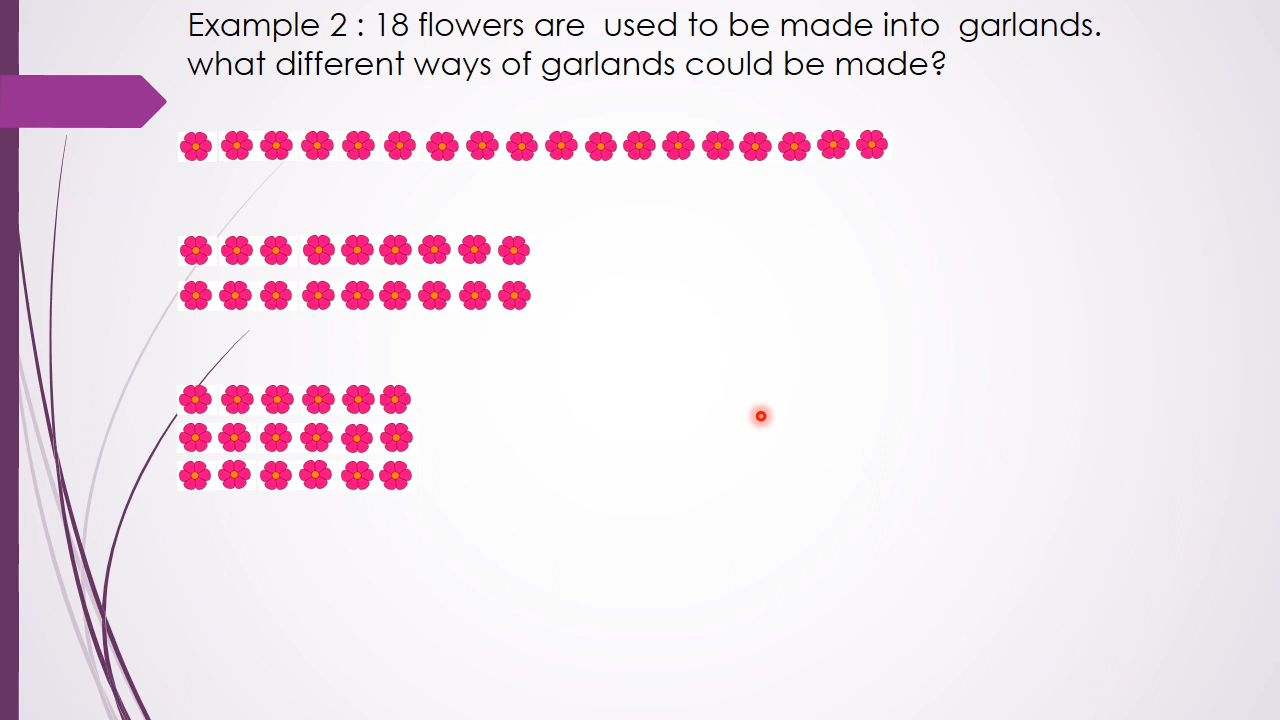 Example 2 : 18 flowers are  used to be made into  garlands.
what different ways of garlands could be made?